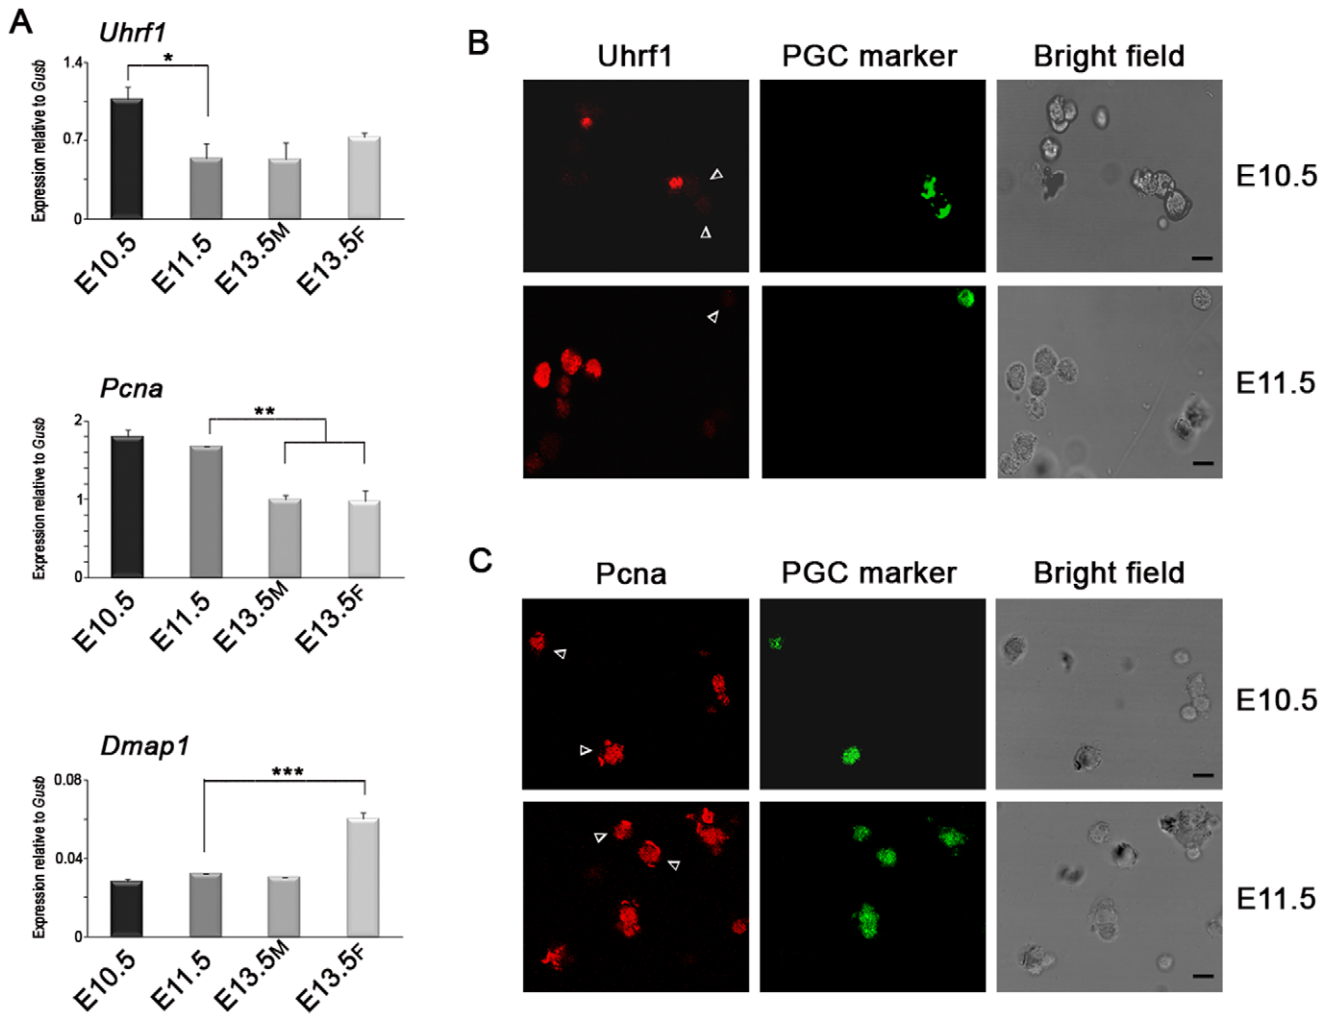 A
Uhrf1
Expression relative to Gusb
1.4
0.7
0
*
E10.5
E11.5
E13.5M
E13.5F
Pcna
Expression relative to Gusb
2
1
0
**
E10.5
E11.5
E13.5M
E13.5F
Dmap1
Expression relative to Gusb
0.08
0.04
0
***
E10.5
E11.5
E13.5M
E13.5F
B
Uhrf1 PGC marker Bright field
E10.5
E11.5
C
Pcna PGC marker Bright field
E10.5
E11.5